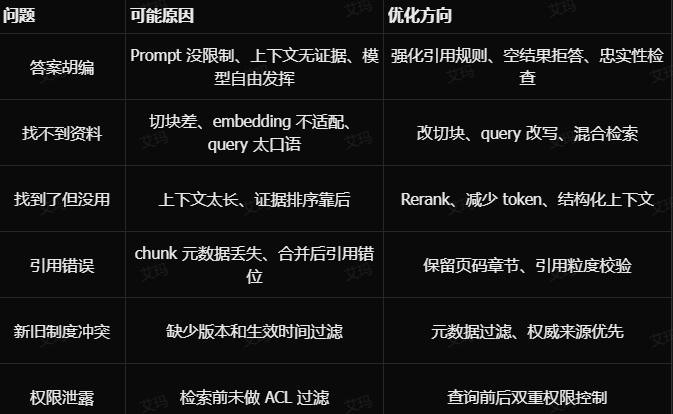 问题 可能原因 优化方向
答案胡编 Prompt 没限制、上下文无证据、模型自由发挥 强化引用规则、空结果拒答、忠实性检查
找不到资料 切块差、embedding 不适配、query 太口语 改切块、query 改写、混合检索
找到了但没用 上下文太长、证据排序靠后 Rerank、减少 token、结构化上下文
引用错误 chunk 元数据丢失、合并后引用错位 保留页码章节、引用粒度校验
新旧制度冲突 缺少版本和生效时间过滤 元数据过滤、权威来源优先
权限泄露 检索前未做 ACL 过滤 查询前后双重权限控制
艾玛